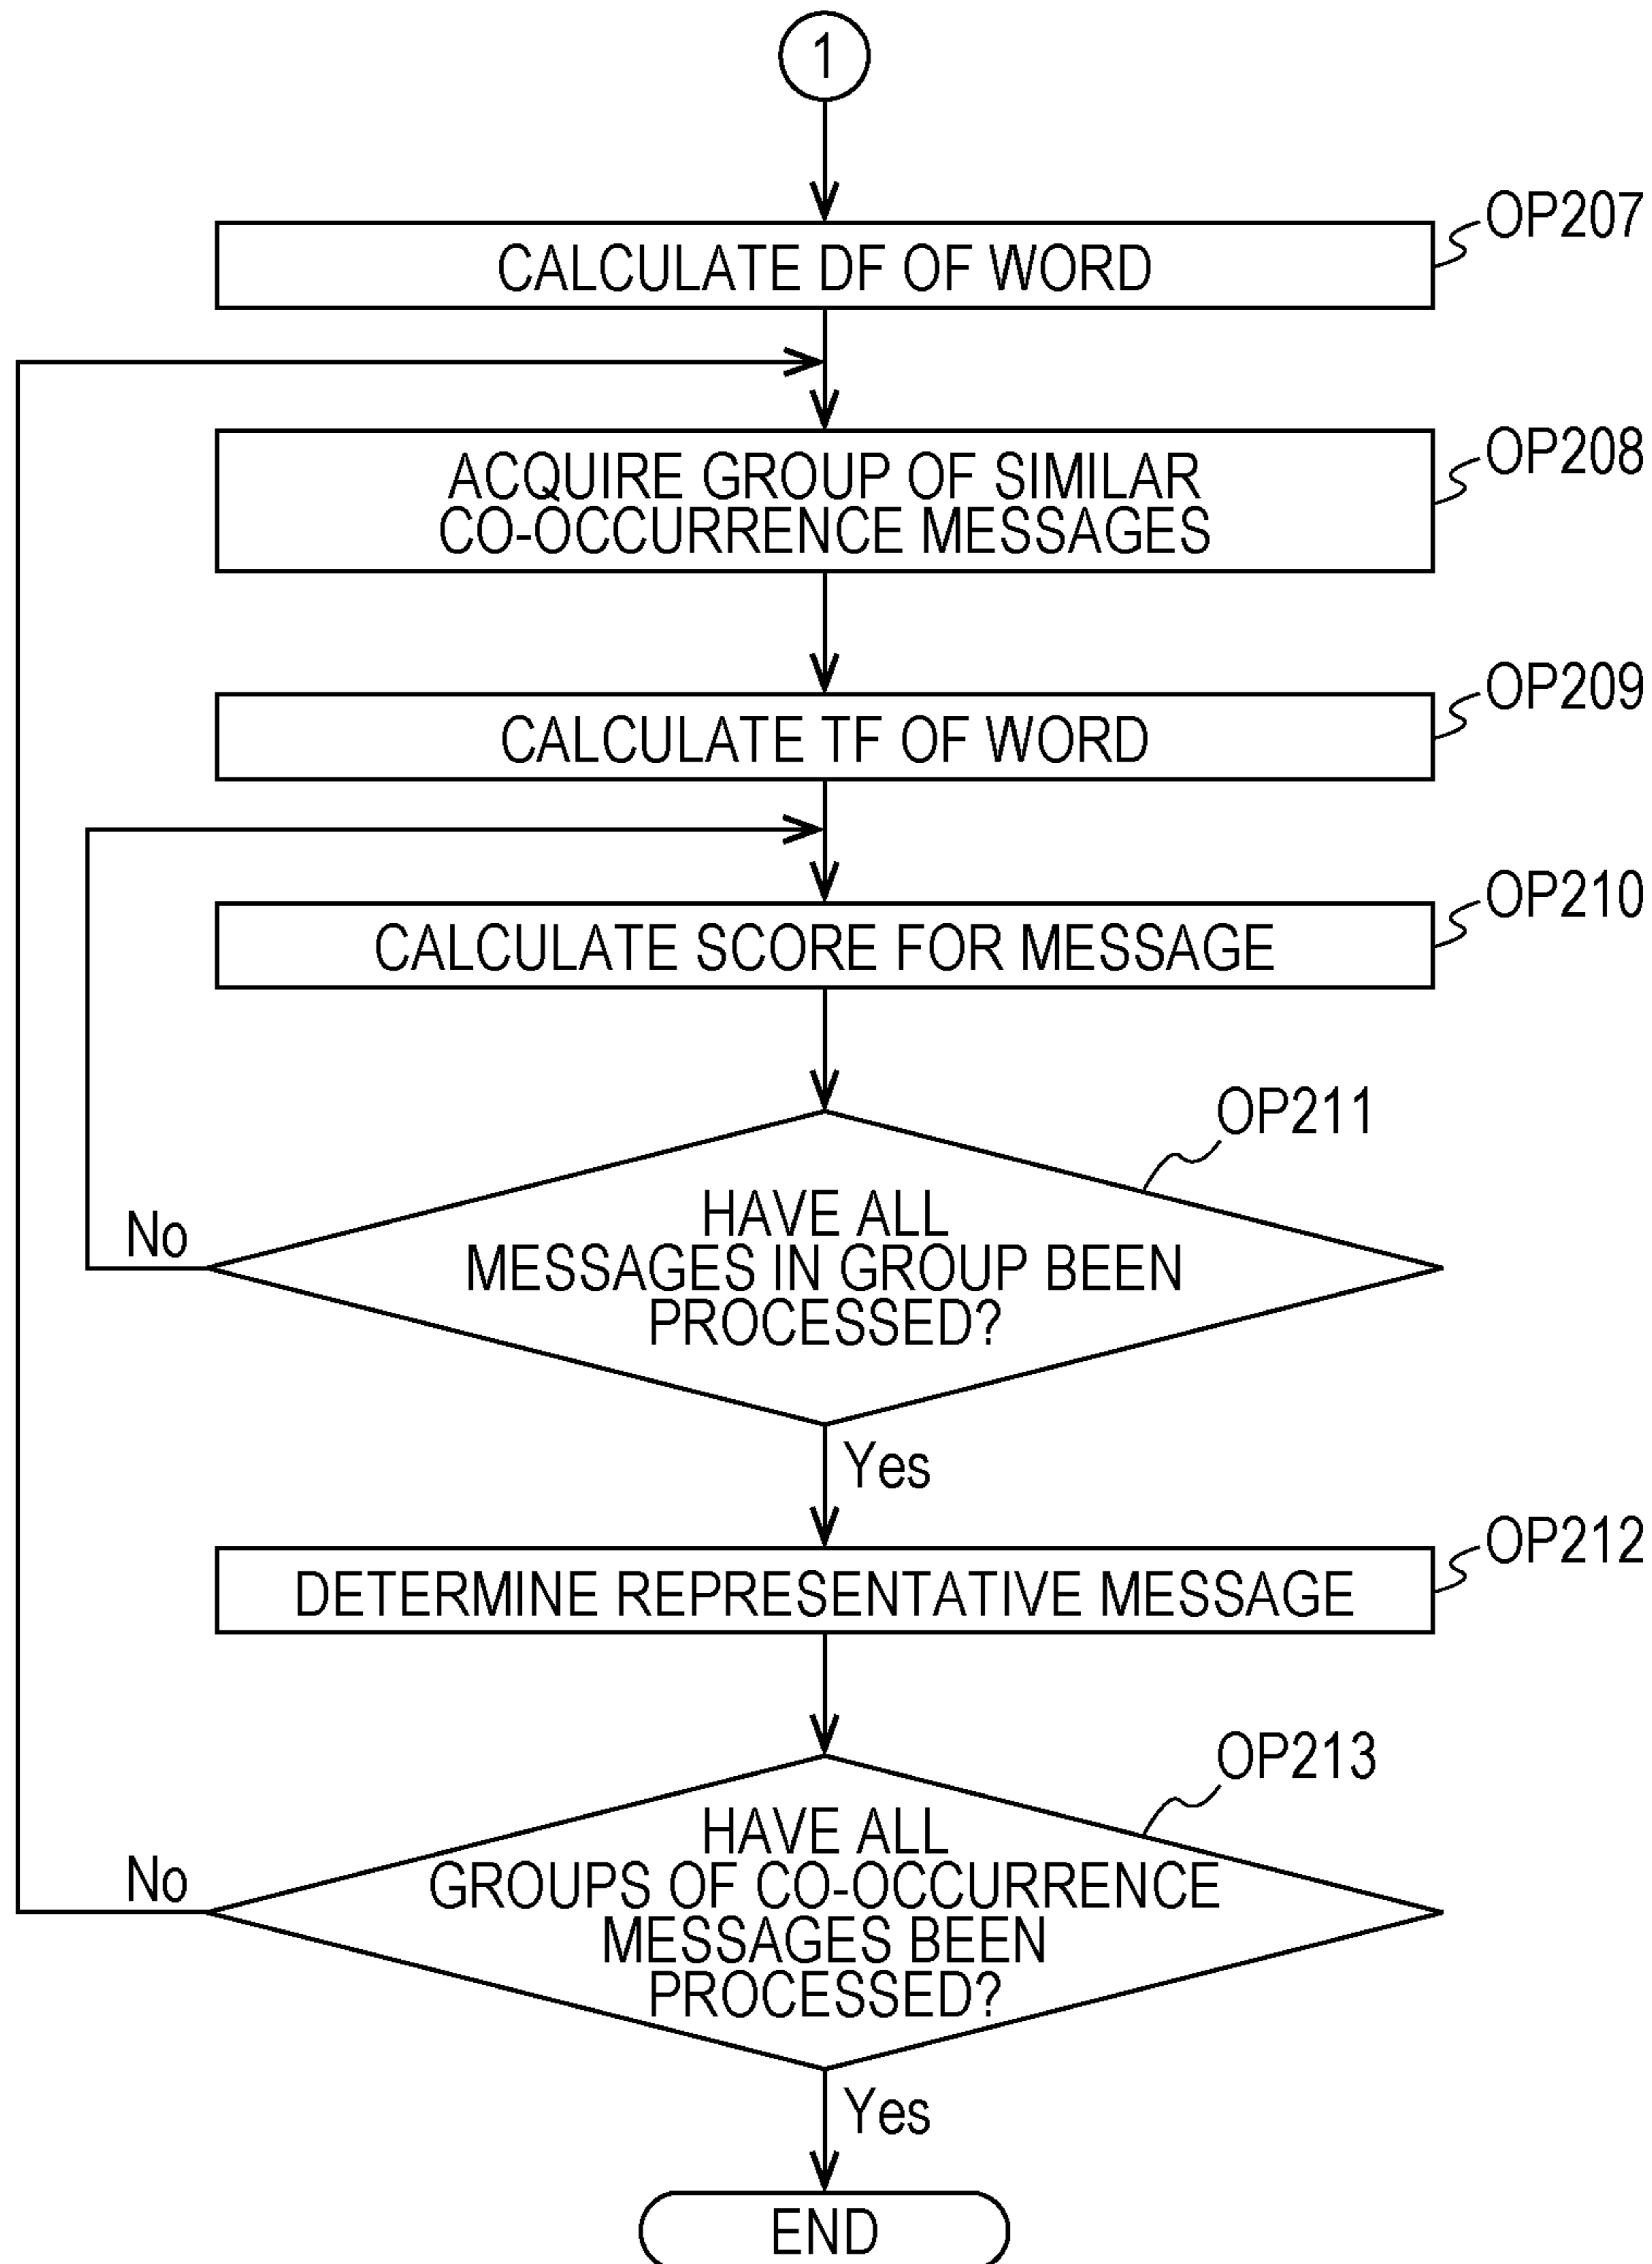 1
OP207
CALCULATE DF OF WORD
OP208
ACQUIRE GROUP OF SIMILAR
CO-OCCURRENCE MESSAGES
OP209
CALCULATE TF OF WORD
OP210
CALCULATE SCORE FOR MESSAGE
OP211
HAVE ALL
MESSAGES IN GROUP BEEN
PROCESSED?
No
Yes
OP212
DETERMINE REPRESENTATIVE MESSAGE
OP213
HAVE ALL
GROUPS OF CO-OCCURRENCE
MESSAGES BEEN
PROCESSED?
No
Yes
END